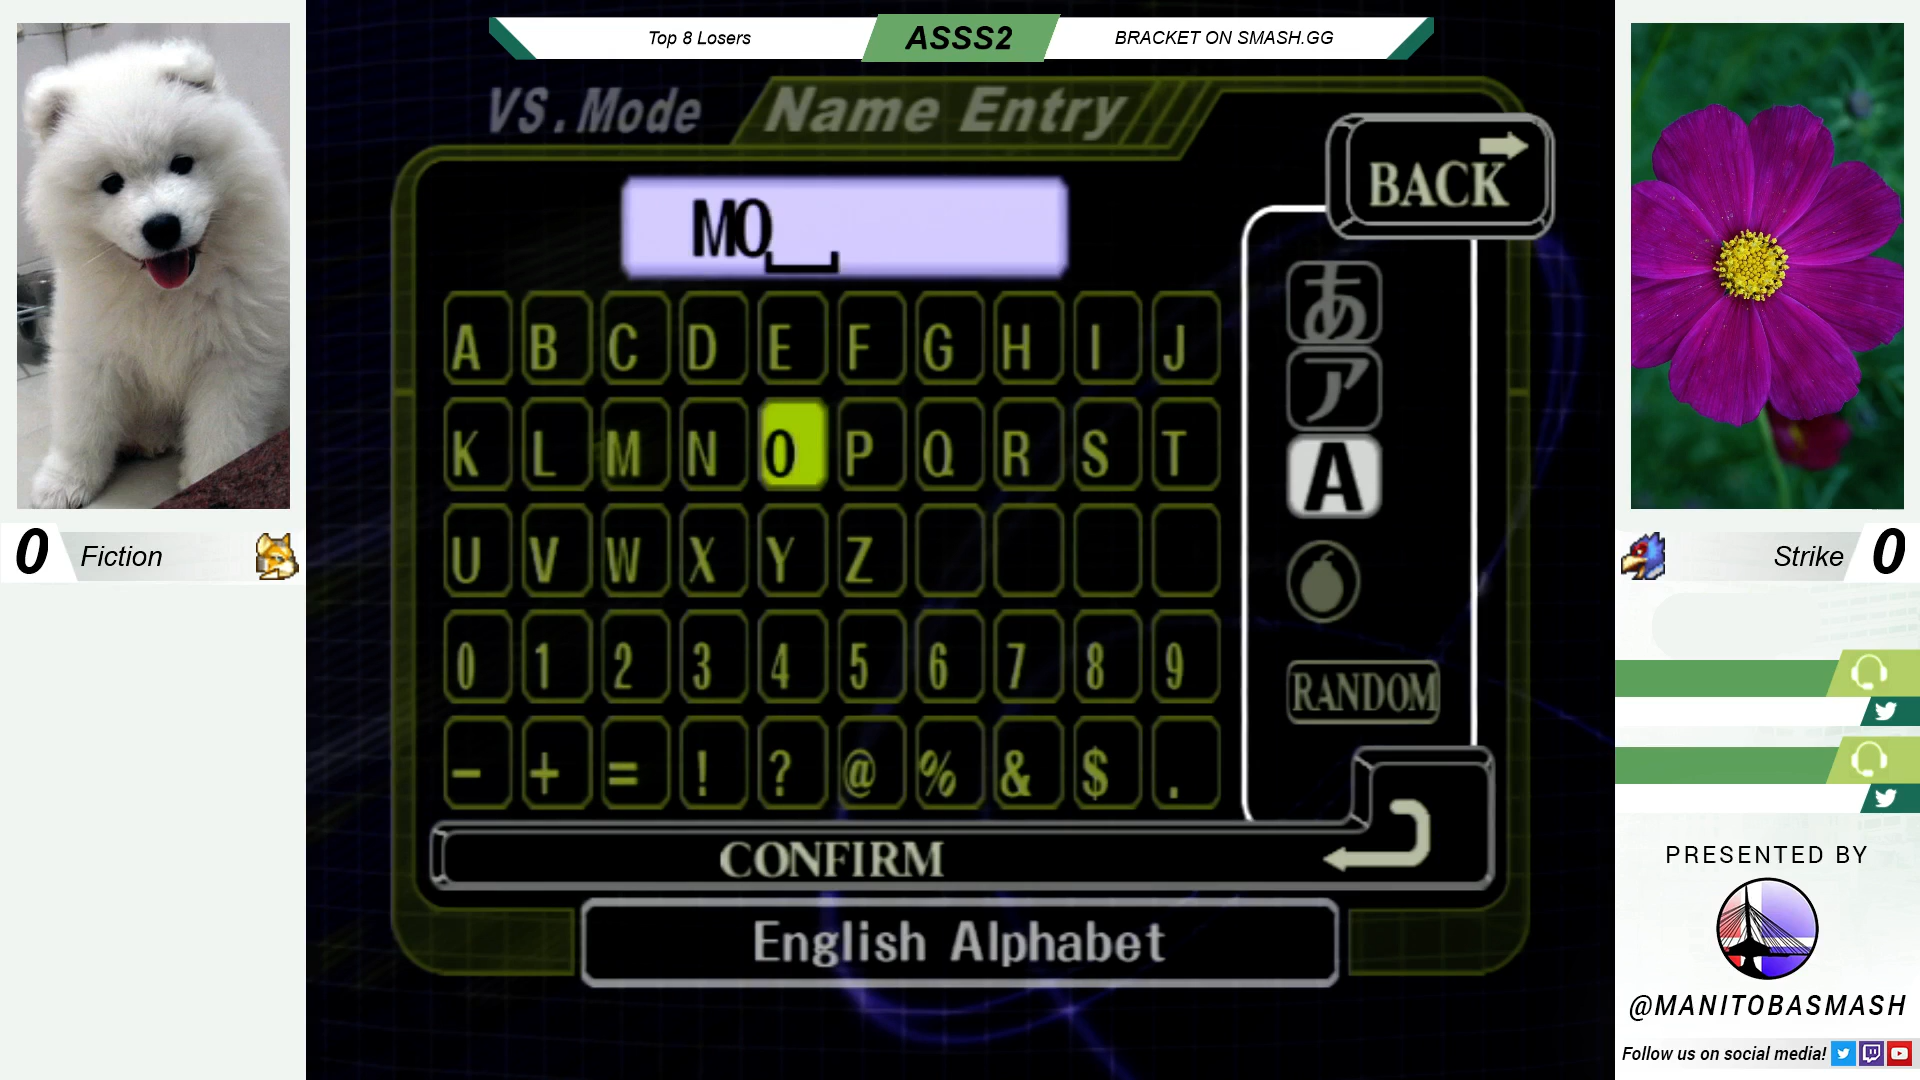 Top 8 Losers
ASSS2
BRACKET ON SMASH.GG
VS.Mode
Name Entry
BACK
MO
A B C D E F G H I J
K L M N O P Q R S T
U V W X Y Z
0 1 2 3 4 5 6 7 8 9
- + = ! ? @ % & $ .
あ
ア
A
RANDOM
CONFIRM
English Alphabet
0 Fiction
Strike 0
PRESENTED BY
@MANITOBASMASH
Follow us on social media!